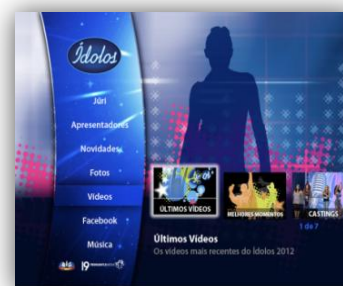 Ídolos
Júri
Apresentadores
Novidades
Fotos
Vídeos
Facebook
Música
ÚLTIMOS VÍDEOS
MELHORES MOMENTOS
CASTINGS
1 de 7
Últimos Vídeos
Os vídeos mais recentes do Ídolos 2012